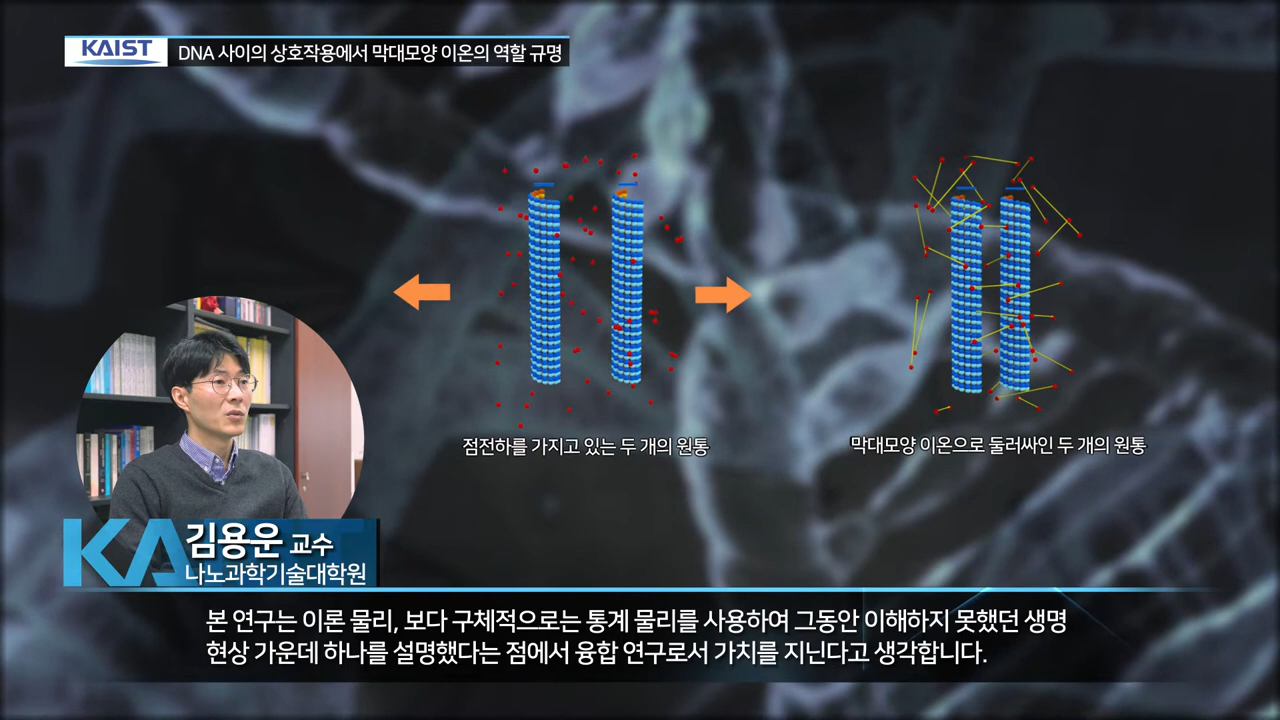 KAIST
DNA 사이의 상호작용에서 막대모양 이온의 역할 규명
점전하를 가지고 있는 두 개의 원통
막대모양 이온으로 둘러싸인 두 개의 원통
KA
김용운 교수
나노과학기술대학원
본 연구는 이론 물리, 보다 구체적으로는 통계 물리를 사용하여 그동안 이해하지 못했던 생명
현상 가운데 하나를 설명했다는 점에서 융합 연구로서 가치를 지닌다고 생각합니다.